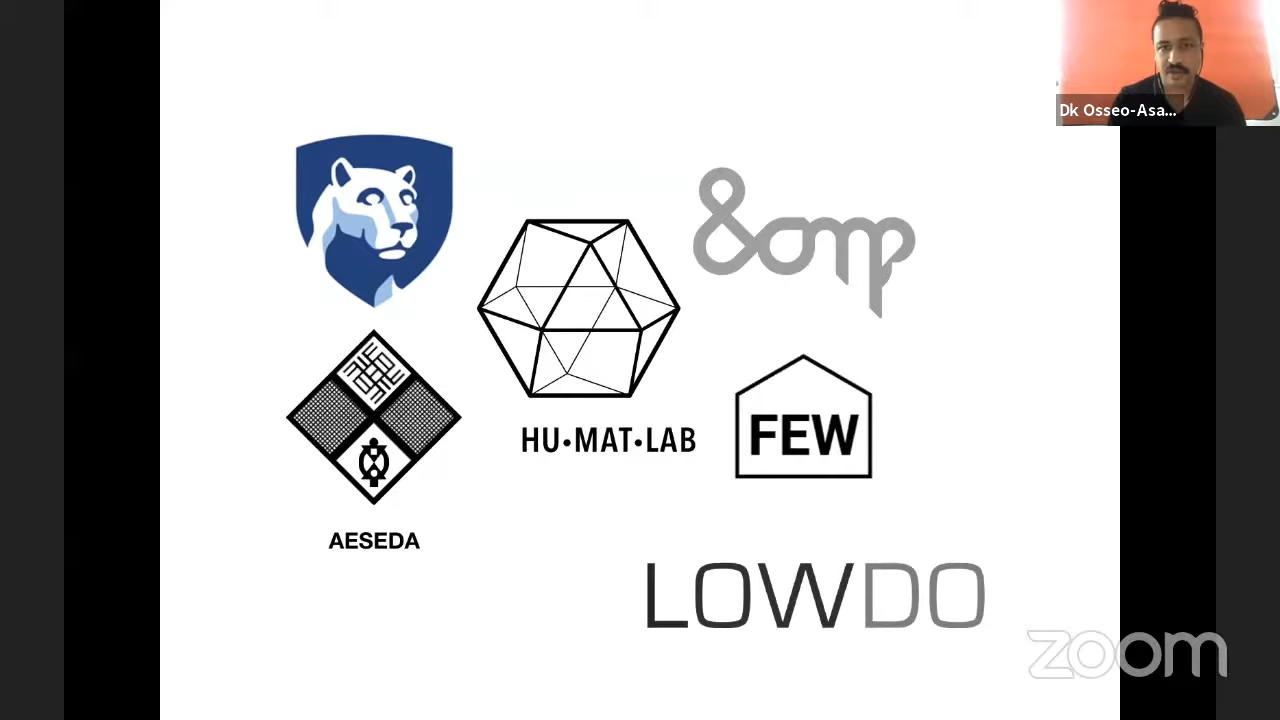 Dk Osseo-Asa...
&omp
HU•MAT•LAB
FEW
AESEDA
LOWDO
zoom